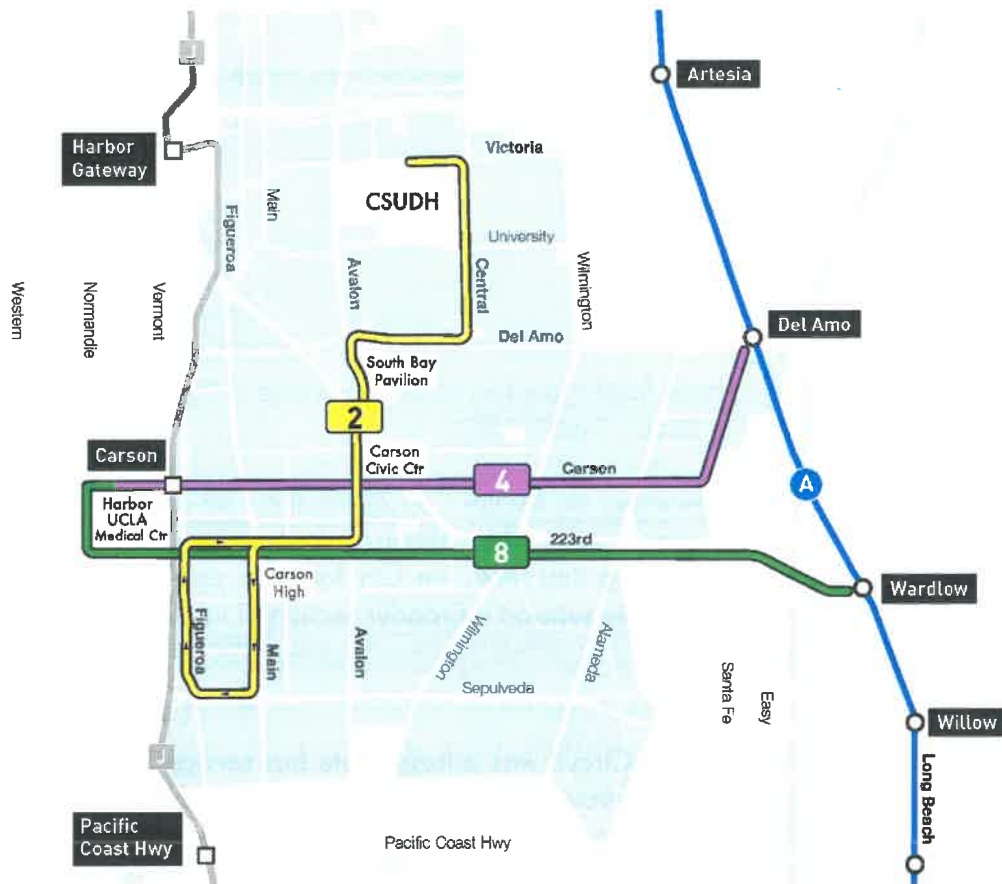 J
Artesia
Harbor
Gateway
Victoria
CSUDH
Main
Figueroa
University
Avalon
Central
Wilmington
Western
Normandie
Vermont
Del Amo
Del Amo
South Bay
Pavilion
2
Carson
Civic Ctr
Carson
4
Carson
A
Harbor
UCLA
Medical Ctr
8
223rd
Carson
High
Wardlow
Figueroa
Main
Avalon
Wilmington
Alameda
Sepulveda
Santa Fe
Easy
Willow
J
Long Beach
Pacific
Coast Hwy
Pacific Coast Hwy